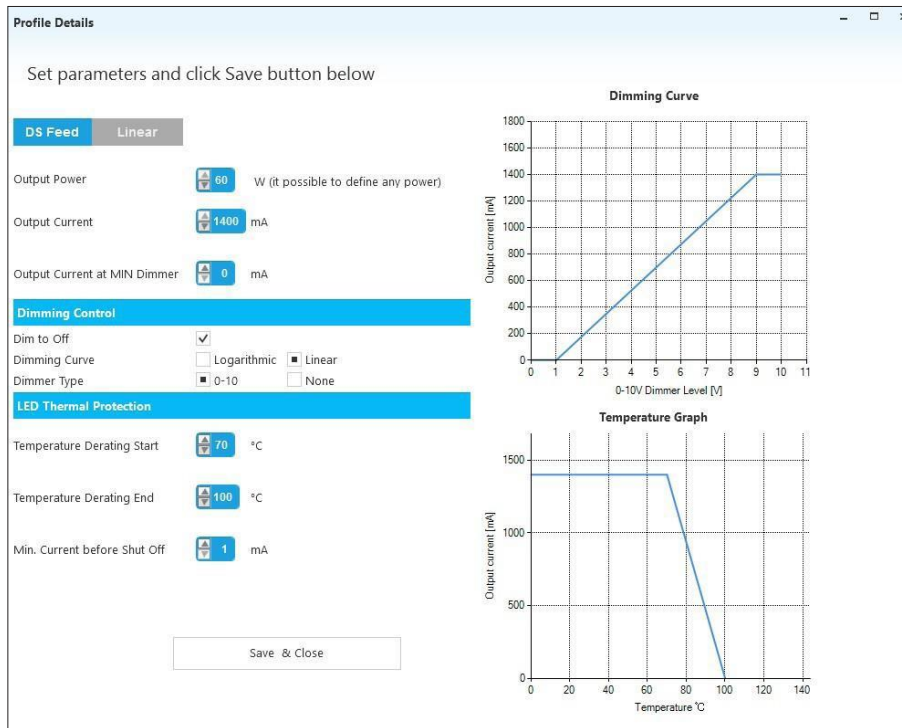 Profile Details
Set parameters and click Save button below
DS Feed Linear
Output Power 60 W (it possible to define any power)
Output Current 1400 mA
Output Current at MIN Dimmer 0 mA
Dimming Control
Dim to Off
Dimming Curve Logarithmic Linear
Dimmer Type 0-10 None
LED Thermal Protection
Temperature Derating Start 70 °C
Temperature Derating End 100 °C
Min. Current before Shut Off 1 mA
Save & Close
Dimming Curve
Output current [mA]
1800
1600
1400
1200
1000
800
600
400
200
0
0 1 2 3 4 5 6 7 8 9 10 11
0-10V Dimmer Level [V]
Temperature Graph
Output current [mA]
1500
1000
500
0
0 20 40 60 80 100 120 140
Temperature °C